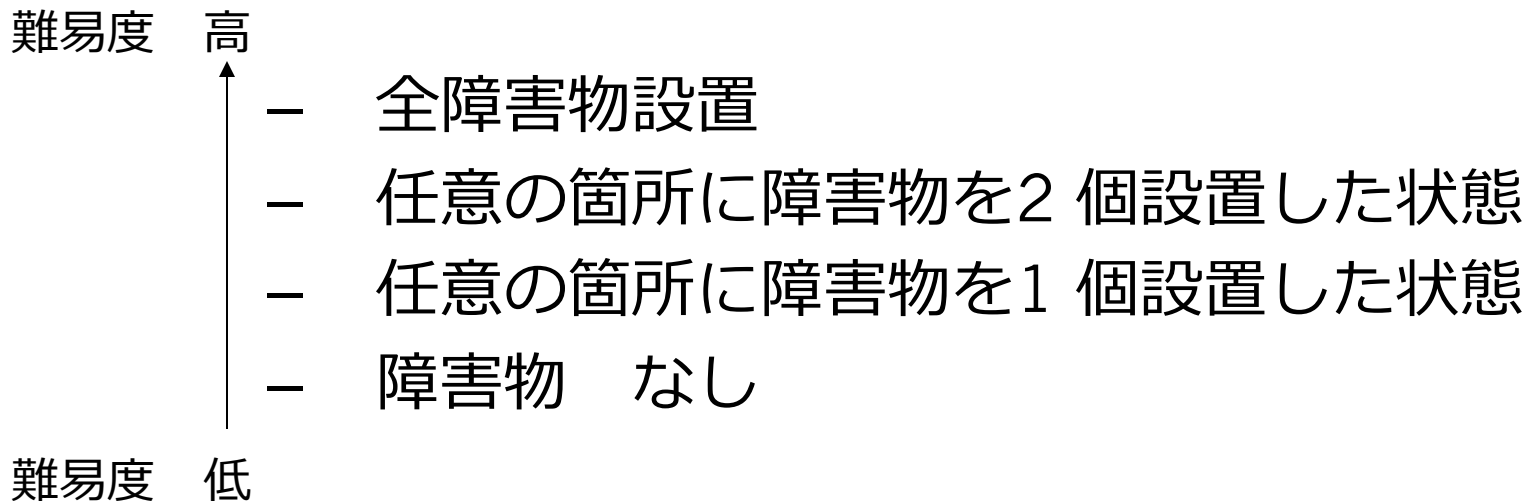 難易度　高
– 全障害物設置
– 任意の箇所に障害物を2 個設置した状態
– 任意の箇所に障害物を1 個設置した状態
– 障害物　なし
難易度　低